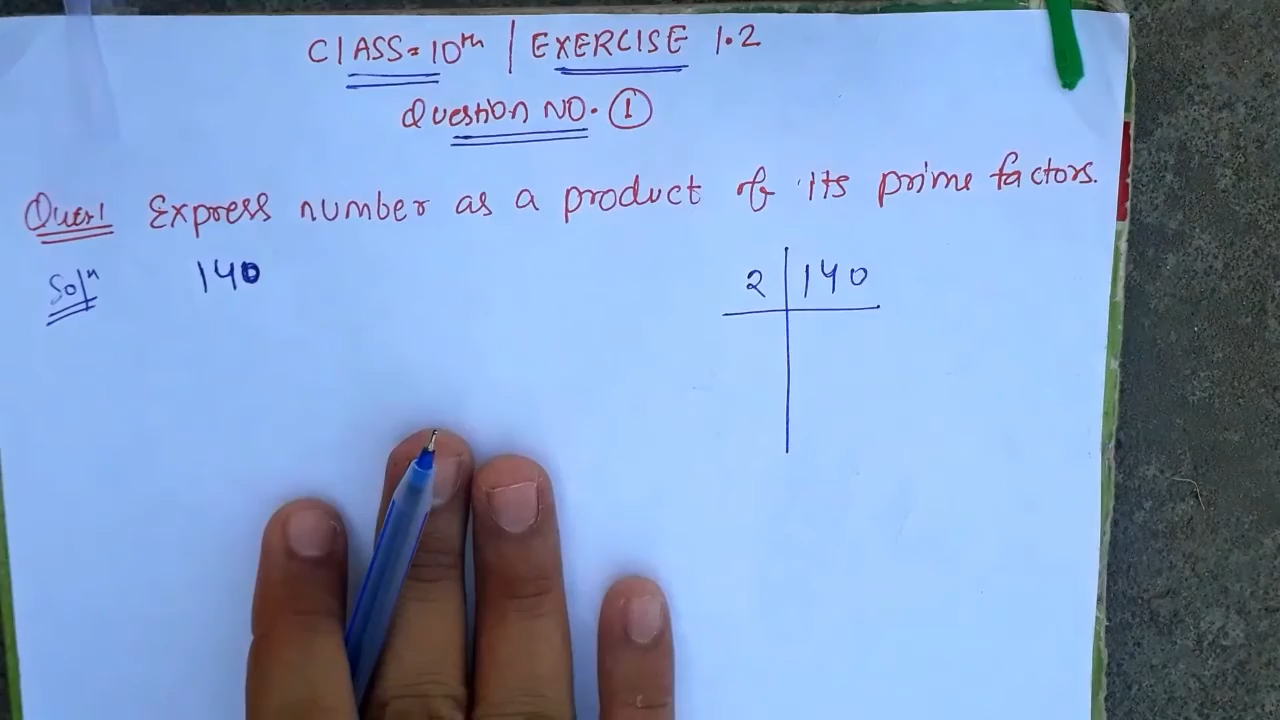 CLASS = 10th | EXERCISE 1.2
Question NO. 1
Ques1 Express number as a product of its prime factors.
Soln 140
2 | 140